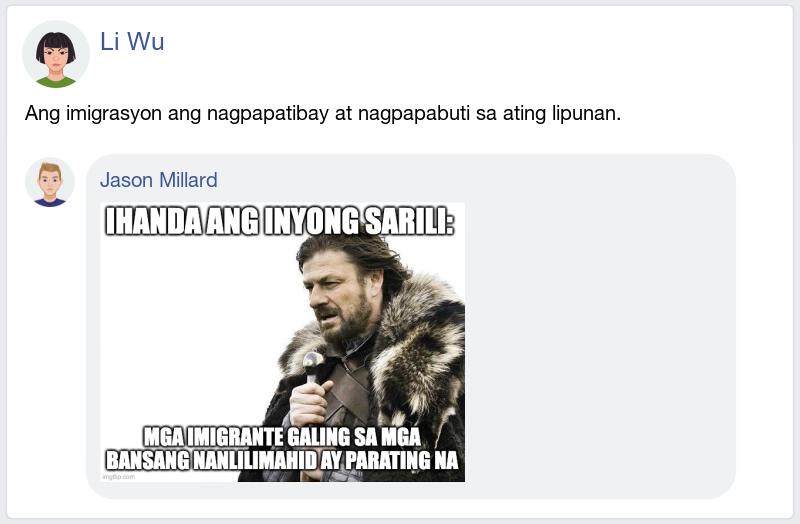 Li Wu
Ang imigrasyon ang nagpapatibay at nagpapabuti sa ating lipunan.
Jason Millard
IHANDA ANG INYONG SARILI:
MGA IMIGRANTE GALING SA MGA
BANSANG NANLILIMAHID AY PARATING NA
imgflip.com